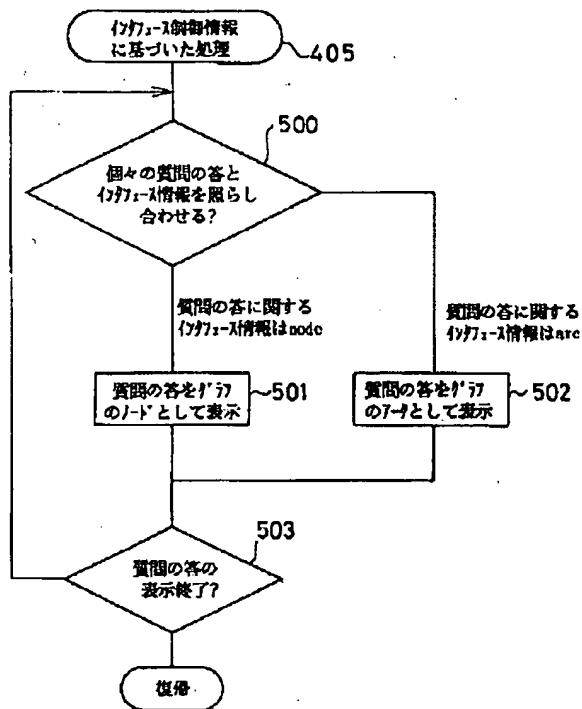 ｲﾝﾀﾌｪｰｽ制御情報
に基づいた処理
405
500
個々の質問の答と
ｲﾝﾀﾌｪｰｽ情報を照らし
合わせる?
質問の答に関する
ｲﾝﾀﾌｪｰｽ情報はnode
質問の答に関する
ｲﾝﾀﾌｪｰｽ情報はarc
質問の答をｸﾞﾗﾌ
のﾉｰﾄﾞとして表示
501
質問の答をｸﾞﾗﾌ
のｱｰｸとして表示
502
503
質問の答の
表示終了?
復帰